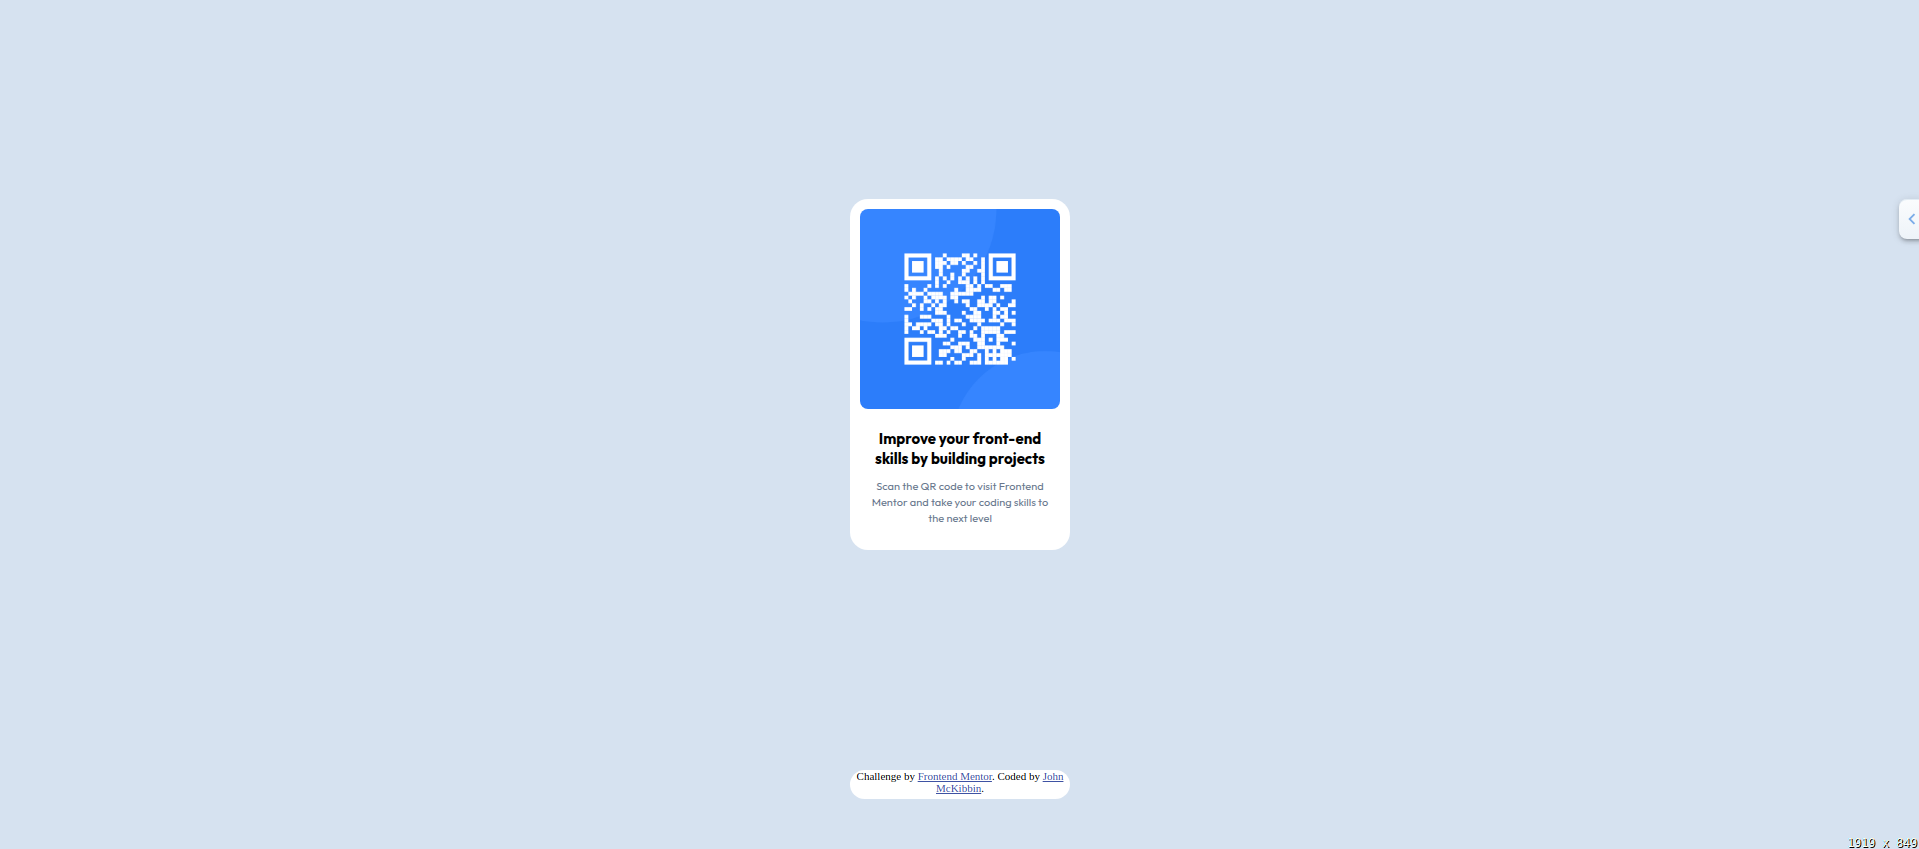 Improve your front-end
skills by building projects
Scan the QR code to visit Frontend
Mentor and take your coding skills to
the next level
Challenge by Frontend Mentor. Coded by John
McKibbin.
1919 x 849